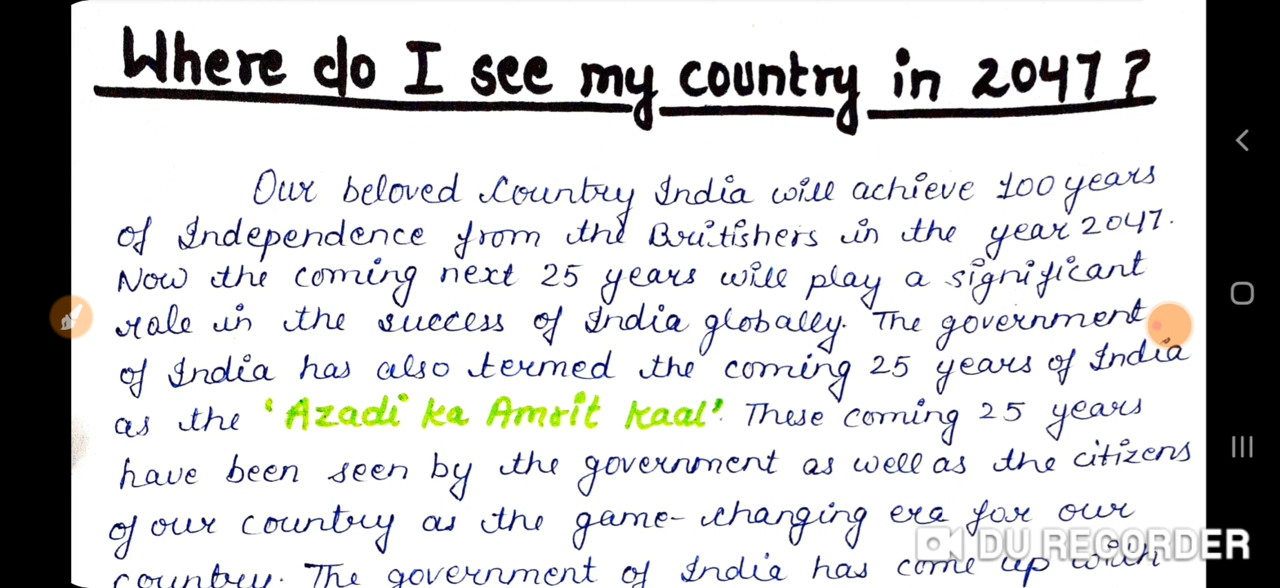 Where do I see my country in 2047?
Our beloved Country India will achieve 100 years
of Independence from the Britishers in the year 2047.
Now the coming next 25 years will play a significant
role in the success of India globally. The government
of India has also termed the coming 25 years of India
as the 'Azadi ka Amrit Kaal'. These coming 25 years
have been seen by the government as well as the citizens
of our country as the game-changing era for our
country. The government of India has come up with
DU RECORDER